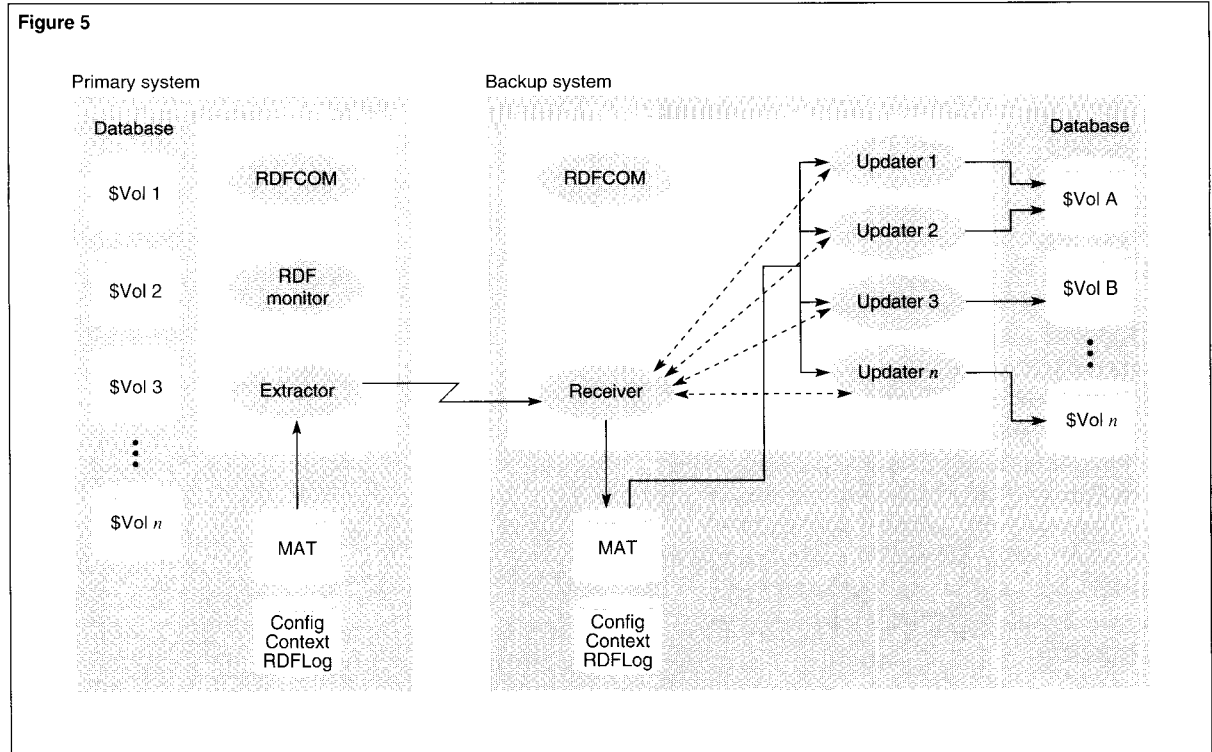 Figure 5
Primary system
Database
$Vol 1
$Vol 2
$Vol 3
$Vol n
RDFCOM
RDF
monitor
Extractor
MAT
Config
Context
RDFLog
Backup system
RDFCOM
Receiver
MAT
Config
Context
RDFLog
Updater 1
Updater 2
Updater 3
Updater n
Database
$Vol A
$Vol B
$Vol n